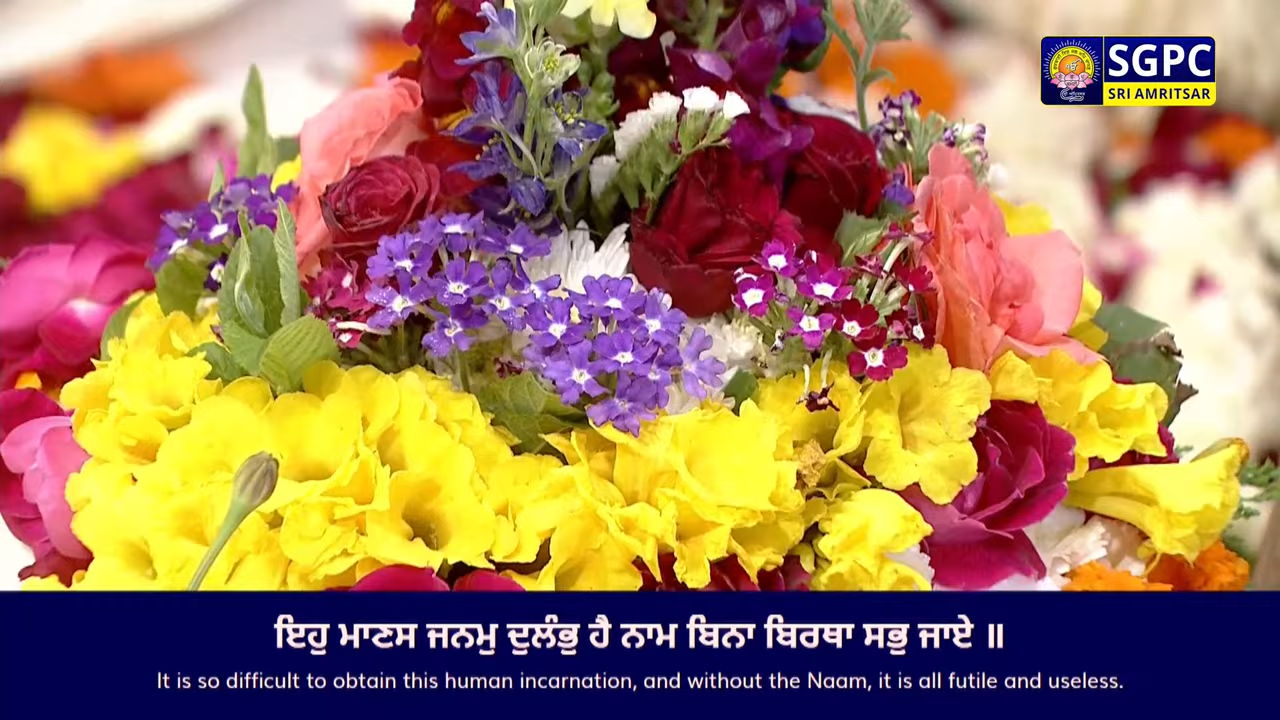 SGPC
SRI AMRITSAR
ਇਹੁ ਮਾਣਸ ਜਨਮੁ ਦੁਲੰਭੁ ਹੈ ਨਾਮ ਬਿਨਾ ਬਿਰਥਾ ਸਭੁ ਜਾਏ ॥
It is so difficult to obtain this human incarnation, and without the Naam, it is all futile and useless.